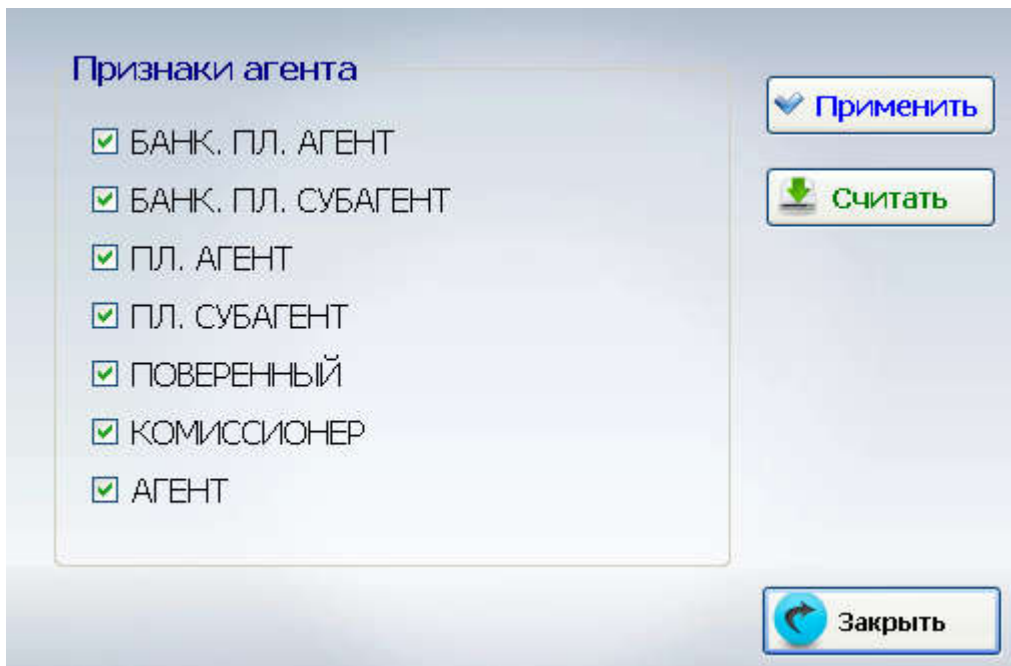 Признаки агента
БАНК. ПЛ. АГЕНТ
БАНК. ПЛ. СУБАГЕНТ
ПЛ. АГЕНТ
ПЛ. СУБАГЕНТ
ПОВЕРЕННЫЙ
КОМИССИОНЕР
АГЕНТ
Применить
Считать
Закрыть